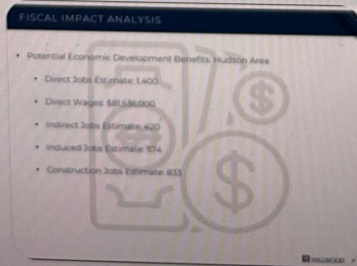 FISCAL IMPACT ANALYSIS
• Potential Economic Development Benefits: Hudson Area
• Direct Jobs Estimate: 1,400
• Direct Wages: $81,536,000
• Indirect Jobs Estimate: 420
• Induced Jobs Estimate: 574
• Construction Jobs Estimate: 833
HILLWOOD